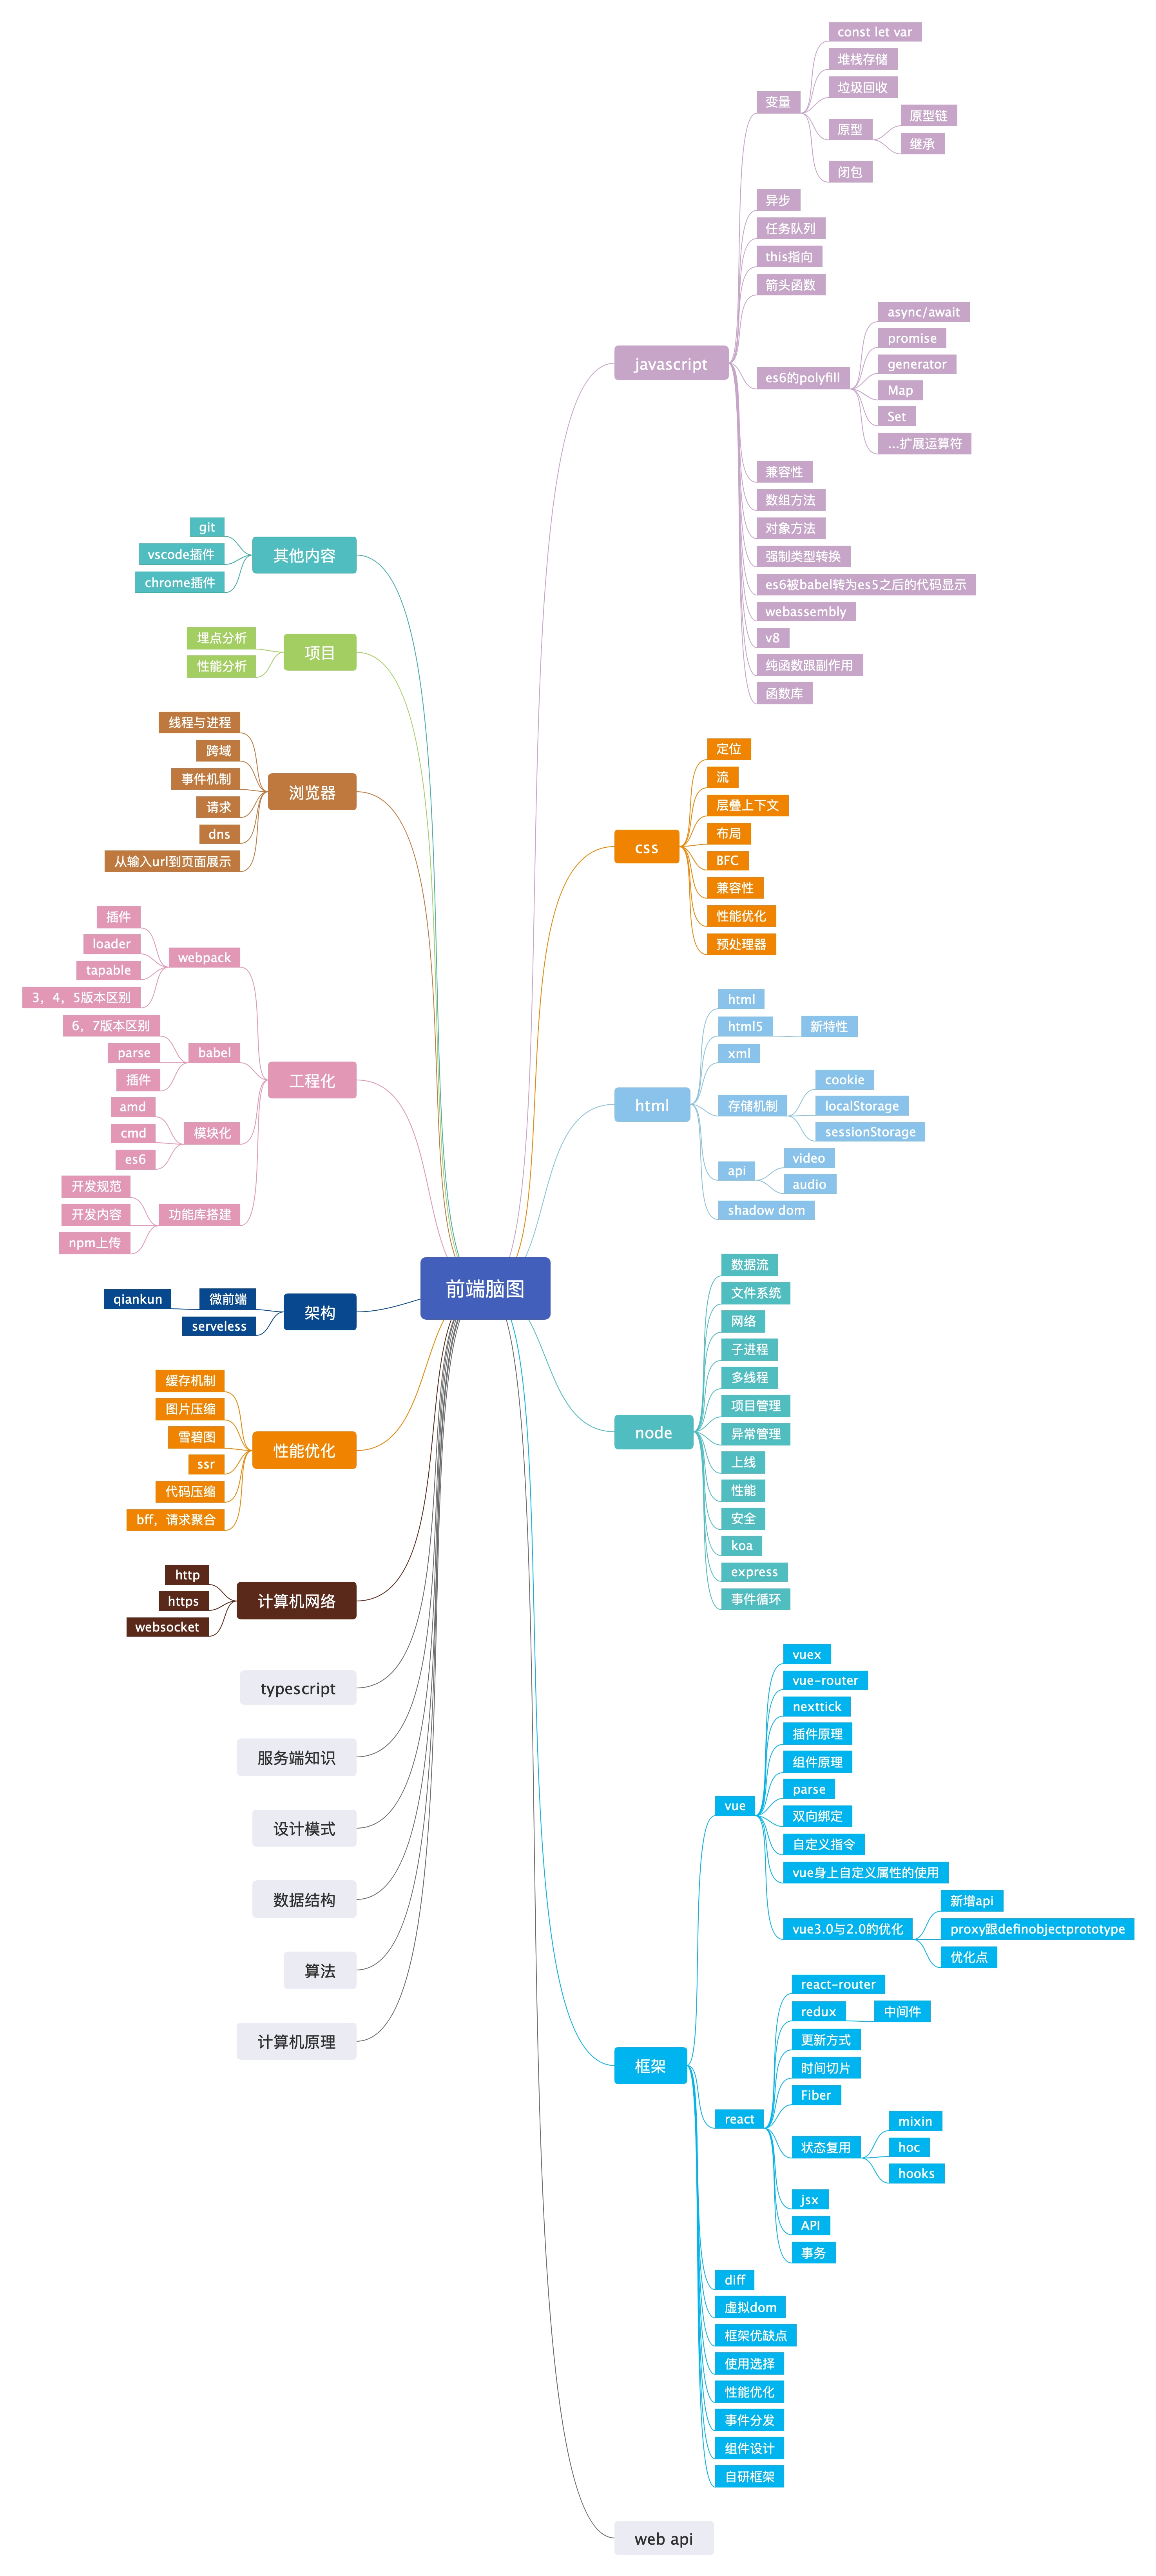 前端脑图
javascript
变量
const let var
堆栈存储
垃圾回收
原型
原型链
继承
闭包
异步
任务队列
this指向
箭头函数
es6的polyfill
async/await
promise
generator
Map
Set
...扩展运算符
兼容性
数组方法
对象方法
强制类型转换
es6被babel转为es5之后的代码显示
webassembly
v8
纯函数跟副作用
函数库
css
定位
流
层叠上下文
布局
BFC
兼容性
性能优化
预处理器
html
html
html5
新特性
xml
存储机制
cookie
localStorage
sessionStorage
api
video
audio
shadow dom
node
数据流
文件系统
网络
子进程
多线程
项目管理
异常管理
上线
性能
安全
koa
express
事件循环
框架
vue
vuex
vue-router
nexttick
插件原理
组件原理
parse
双向绑定
自定义指令
vue身上自定义属性的使用
vue3.0与2.0的优化
新增api
proxy跟definobjectprototype
优化点
react
react-router
redux
中间件
更新方式
时间切片
Fiber
状态复用
mixin
hoc
hooks
jsx
API
事务
diff
虚拟dom
框架优缺点
使用选择
性能优化
事件分发
组件设计
自研框架
web api
其他内容
git
vscode插件
chrome插件
项目
埋点分析
性能分析
浏览器
线程与进程
跨域
事件机制
请求
dns
从输入url到页面展示
工程化
webpack
插件
loader
tapable
3，4，5版本区别
babel
6，7版本区别
parse
插件
模块化
amd
cmd
es6
功能库搭建
开发规范
开发内容
npm上传
架构
微前端
qiankun
serveless
性能优化
缓存机制
图片压缩
雪碧图
ssr
代码压缩
bff，请求聚合
计算机网络
http
https
websocket
typescript
服务端知识
设计模式
数据结构
算法
计算机原理